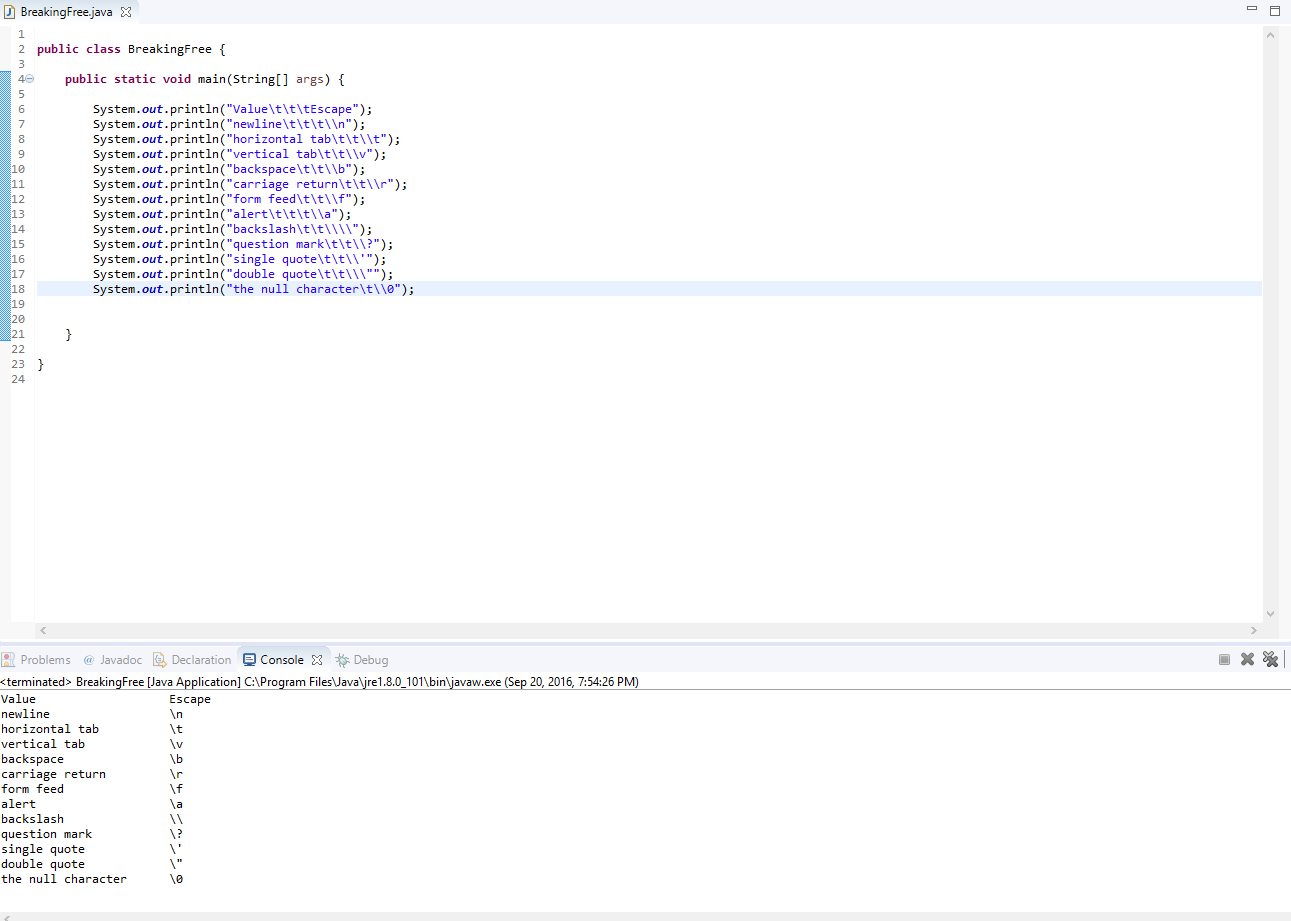 BreakingFree.java
1
2 public class BreakingFree {
3
4 public static void main(String[] args) {
5
6 System.out.println("Value\t\t\tEscape");
7 System.out.println("newline\t\t\t\\n");
8 System.out.println("horizontal tab\t\t\\t");
9 System.out.println("vertical tab\t\t\\v");
10 System.out.println("backspace\t\t\\b");
11 System.out.println("carriage return\t\t\\r");
12 System.out.println("form feed\t\t\\f");
13 System.out.println("alert\t\t\t\\a");
14 System.out.println("backslash\t\t\\\\");
15 System.out.println("question mark\t\t\\?");
16 System.out.println("single quote\t\t\\'");
17 System.out.println("double quote\t\t\\\"");
18 System.out.println("the null character\t\\0");
19
20
21 }
22
23 }
24
Problems @ Javadoc Declaration Console Debug
<terminated> BreakingFree [Java Application] C:\Program Files\Java\jre1.8.0_101\bin\javaw.exe (Sep 20, 2016, 7:54:26 PM)
Value Escape
newline \n
horizontal tab \t
vertical tab \v
backspace \b
carriage return \r
form feed \f
alert \a
backslash \\
question mark \?
single quote \'
double quote \"
the null character \0